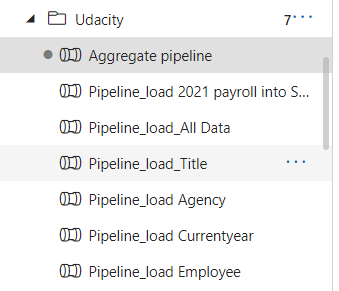 Udacity 7
Aggregate pipeline
Pipeline_load 2021 payroll into S...
Pipeline_load_All Data
Pipeline_load_Title
Pipeline_load Agency
Pipeline_load Currentyear
Pipeline_load Employee